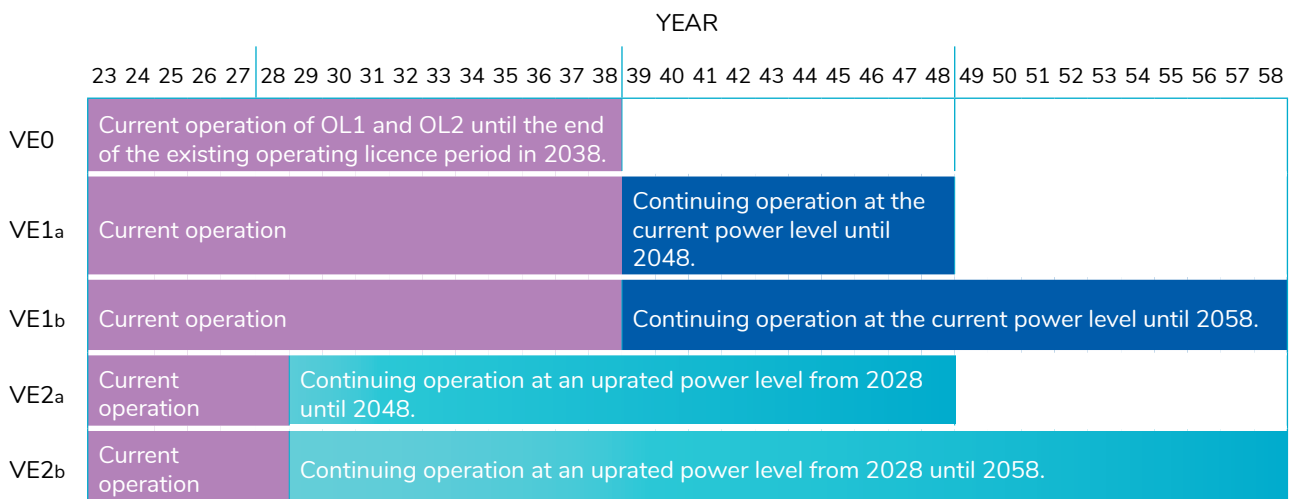 YEAR
23 24 25 26 27 28 29 30 31 32 33 34 35 36 37 38 39 40 41 42 43 44 45 46 47 48 49 50 51 52 53 54 55 56 57 58
VE0
Current operation of OL1 and OL2 until the end
of the existing operating licence period in 2038.
VE1a
Current operation
Continuing operation at the
current power level until
2048.
VE1b
Current operation
Continuing operation at the current power level until 2058.
VE2a
Current
operation
Continuing operation at an uprated power level from 2028
until 2048.
VE2b
Current
operation
Continuing operation at an uprated power level from 2028 until 2058.